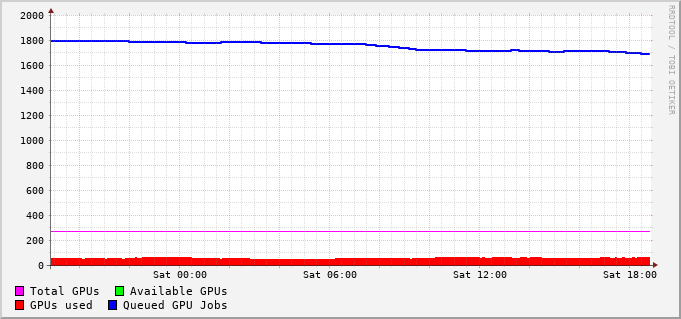 2000
1800
1600
1400
1200
1000
800
600
400
200
0
Sat 00:00 Sat 06:00 Sat 12:00 Sat 18:00
Total GPUs Available GPUs
GPUs used Queued GPU Jobs
RRDTOOL / TOBI OETIKER